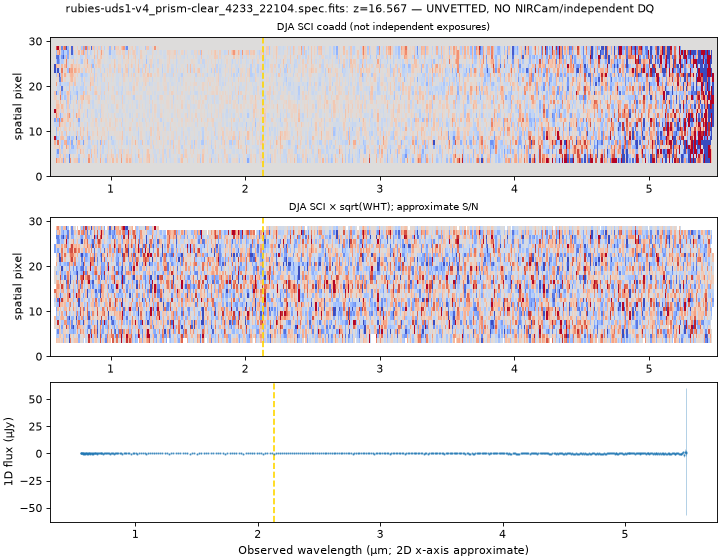 rubies-uds1-v4_prism-clear_4233_22104.spec.fits: z=16.567 — UNVETTED, NO NIRCam/independent DQ
DJA SCI coadd (not independent exposures)
30
20
10
0
spatial pixel
1 2 3 4 5
DJA SCI × sqrt(WHT); approximate S/N
30
20
10
0
spatial pixel
1 2 3 4 5
50
25
0
−25
−50
1D flux (μJy)
1 2 3 4 5
Observed wavelength (μm; 2D x-axis approximate)